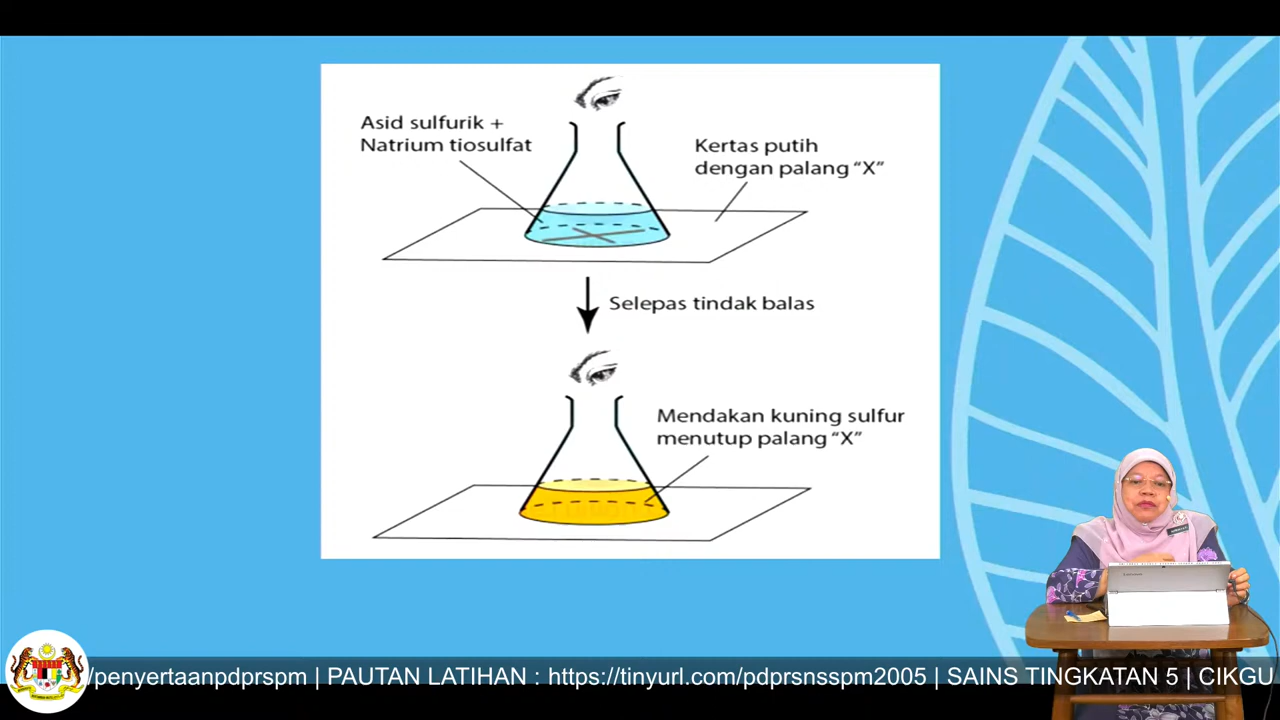 Asid sulfurik +
Natrium tiosulfat
Kertas putih
dengan palang “X”
Selepas tindak balas
Mendakan kuning sulfur
menutup palang “X”
/penyertaanpdprspm | PAUTAN LATIHAN : https://tinyurl.com/pdprsnsspm2005 | SAINS TINGKATAN 5 | CIKGU